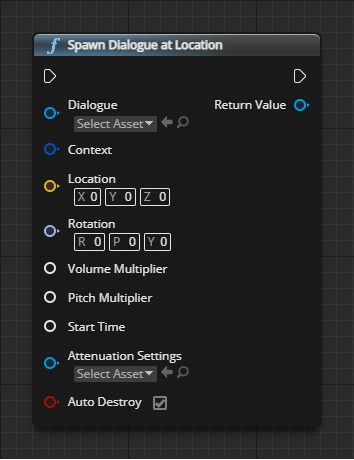 f Spawn Dialogue at Location
Dialogue Return Value
Select Asset
Context
Location
X 0 Y 0 Z 0
Rotation
R 0 P 0 Y 0
Volume Multiplier
Pitch Multiplier
Start Time
Attenuation Settings
Select Asset
Auto Destroy